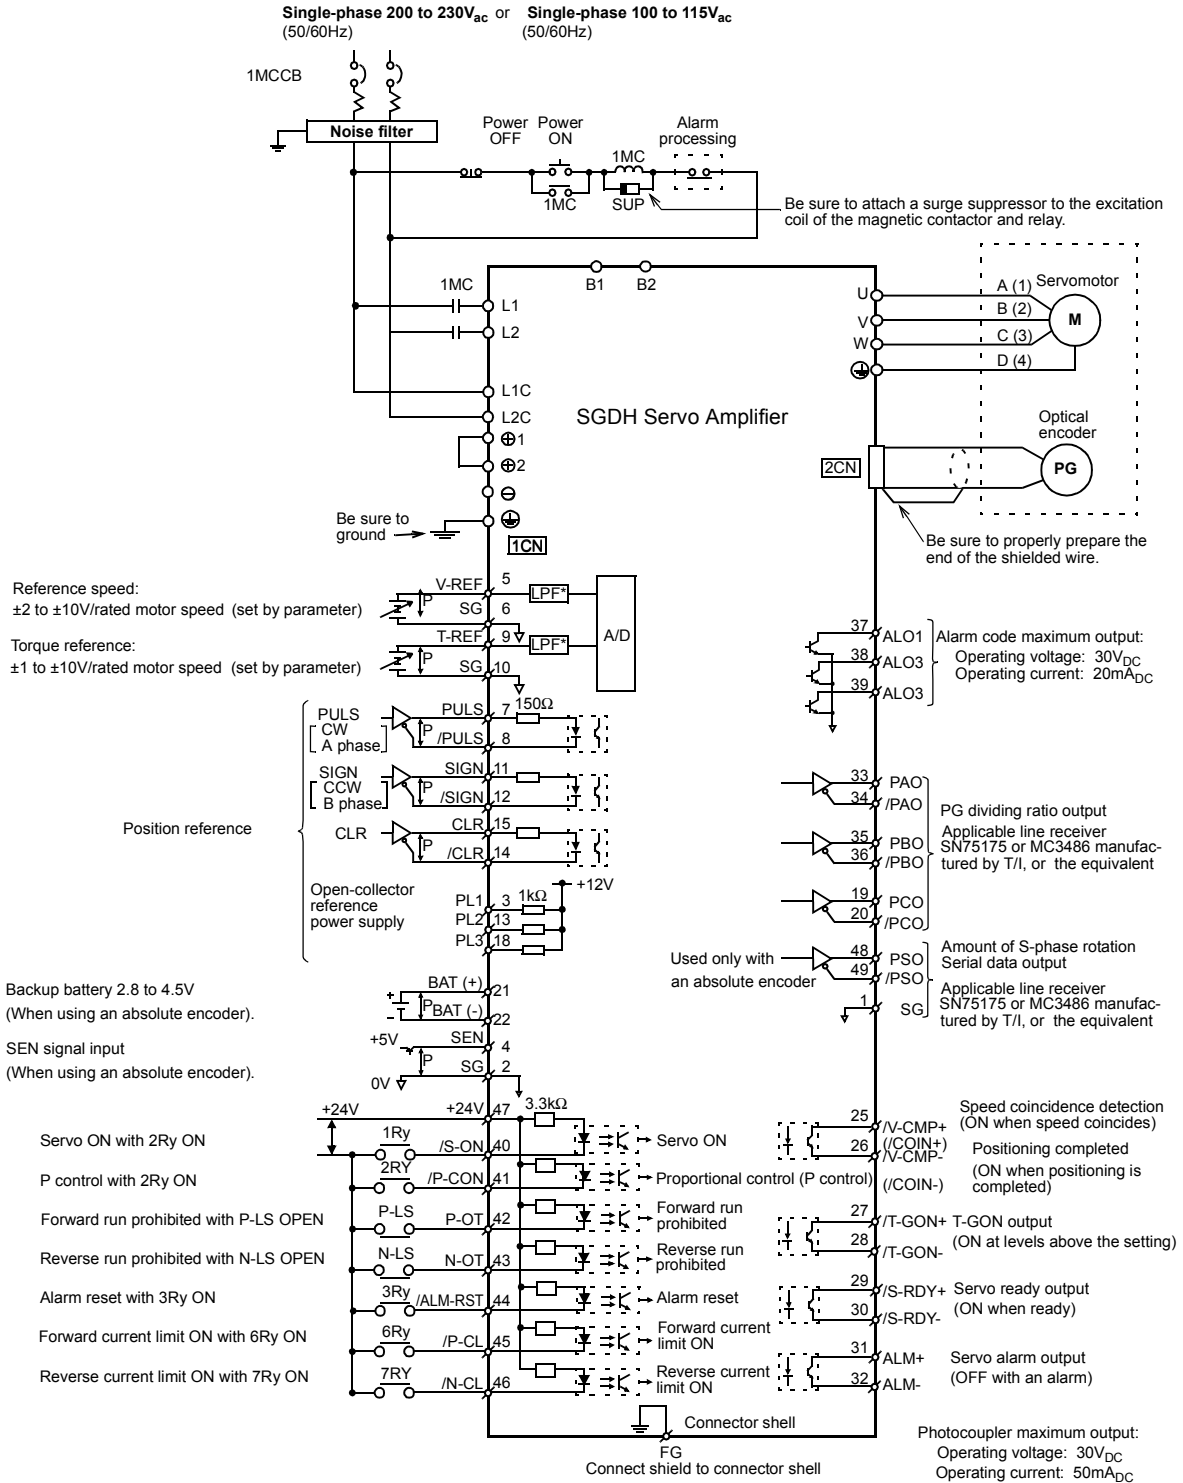 Single-phase 200 to 230Vac or Single-phase 100 to 115Vac
(50/60Hz) (50/60Hz)
1MCCB
Noise filter
Power OFF
Power ON
Alarm processing
1MC
1MC
SUP
Be sure to attach a surge suppressor to the excitation
coil of the magnetic contactor and relay.
B1 B2
1MC
L1
L2
L1C
L2C
⊕1
⊕2
⊖
Be sure to
ground
1CN
SGDH Servo Amplifier
U
V
W
A (1)
B (2)
C (3)
D (4)
Servomotor
M
Optical
encoder
PG
2CN
Be sure to properly prepare the
end of the shielded wire.
Reference speed:
±2 to ±10V/rated motor speed (set by parameter)
Torque reference:
±1 to ±10V/rated motor speed (set by parameter)
V-REF 5
P
LPF*
SG 6
T-REF 9
P
LPF*
SG 10
A/D
Position reference
PULS
CW
A phase
PULS 7 150Ω
P
/PULS 8
SIGN
CCW
B phase
SIGN 11
P
/SIGN 12
CLR
CLR 15
P
/CLR 14
Open-collector
reference
power supply
+12V
PL1 3 1kΩ
PL2 13
PL3 18
Backup battery 2.8 to 4.5V
(When using an absolute encoder).
+
-
BAT (+) 21
P
BAT (-) 22
SEN signal input
(When using an absolute encoder).
+5V
SEN 4
P
SG 2
0V
+24V
+24V 47 3.3kΩ
Servo ON with 2Ry ON
1Ry
/S-ON 40
Servo ON
P control with 2Ry ON
2RY
/P-CON 41
Proportional control (P control)
Forward run prohibited with P-LS OPEN
P-LS
P-OT 42
Forward run
prohibited
Reverse run prohibited with N-LS OPEN
N-LS
N-OT 43
Reverse run
prohibited
Alarm reset with 3Ry ON
3Ry
/ALM-RST 44
Alarm reset
Forward current limit ON with 6Ry ON
6Ry
/P-CL 45
Forward current
limit ON
Reverse current limit ON with 7Ry ON
7RY
/N-CL 46
Reverse current
limit ON
Connector shell
FG
Connect shield to connector shell
37 ALO1
38 ALO3
39 ALO3
Alarm code maximum output:
Operating voltage: 30VDC
Operating current: 20mADC
33 PAO
34 /PAO
35 PBO
36 /PBO
19 PCO
20 /PCO
PG dividing ratio output
Applicable line receiver
SN75175 or MC3486 manufac-
tured by T/I, or the equivalent
Used only with
an absolute encoder
48 PSO
49 /PSO
1 SG
Amount of S-phase rotation
Serial data output
Applicable line receiver
SN75175 or MC3486 manufac-
tured by T/I, or the equivalent
25 /V-CMP+
(/COIN+)
26 /V-CMP-
(/COIN-)
Speed coincidence detection
(ON when speed coincides)
Positioning completed
(ON when positioning is
completed)
27 /T-GON+
28 /T-GON-
T-GON output
(ON at levels above the setting)
29 /S-RDY+
30 /S-RDY-
Servo ready output
(ON when ready)
31 ALM+
32 ALM-
Servo alarm output
(OFF with an alarm)
Photocoupler maximum output:
Operating voltage: 30VDC
Operating current: 50mADC